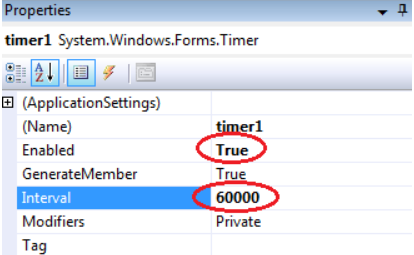 Properties
timer1 System.Windows.Forms.Timer
(ApplicationSettings)
(Name) timer1
Enabled True
GenerateMember True
Interval 60000
Modifiers Private
Tag